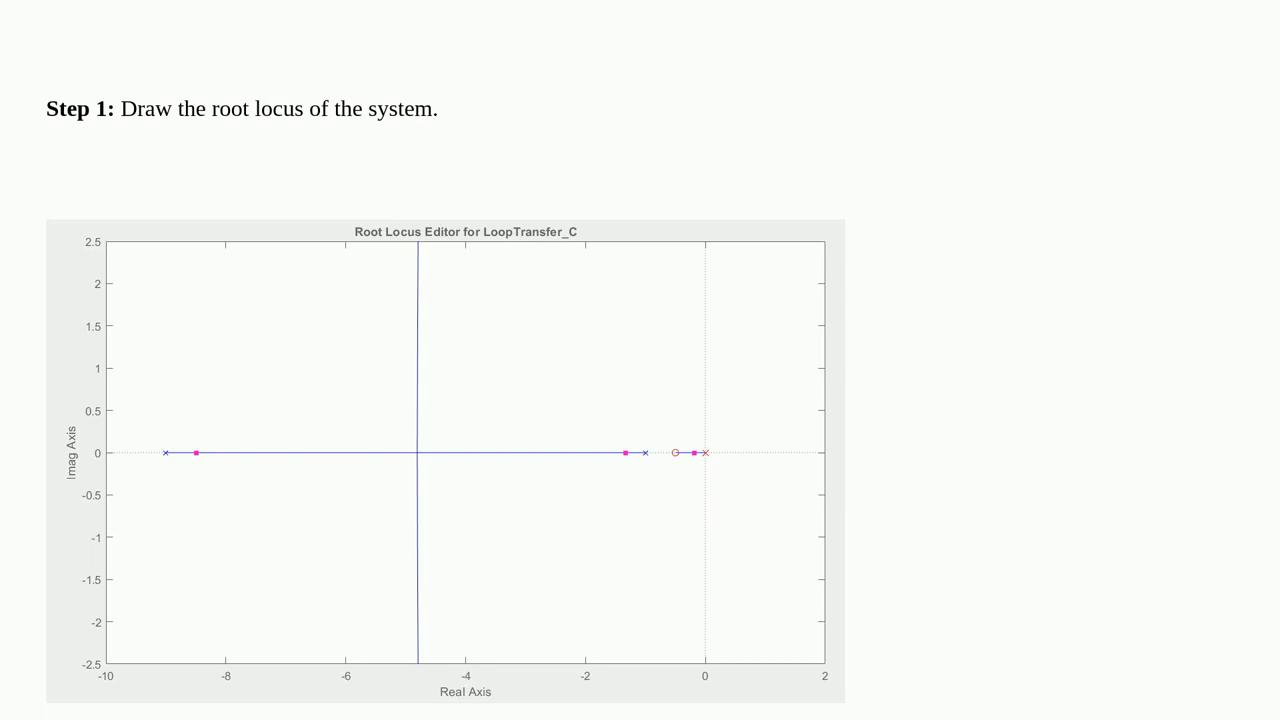 Step 1: Draw the root locus of the system.
Root Locus Editor for LoopTransfer_C
2.5
2
1.5
1
0.5
0
-0.5
-1
-1.5
-2
-2.5
Imag Axis
-10 -8 -6 -4 -2 0 2
Real Axis